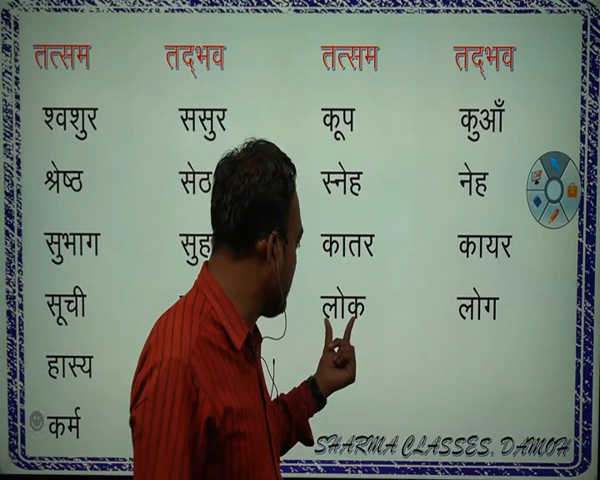 तत्सम तद्भव तत्सम तद्भव
श्वशुर ससुर कूप कुआँ
श्रेष्ठ सेठ स्नेह नेह
सुभाग कातर कायर
सूची लोक लोग
हास्य
कर्म
SHARMA CLASSES, DAMOH